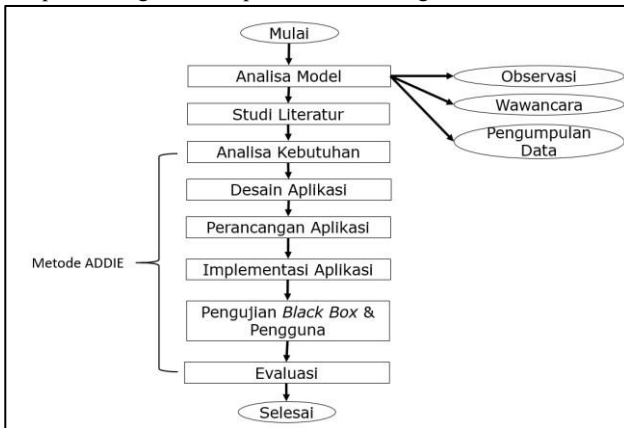 Mulai
Analisa Model
Observasi
Wawancara
Pengumpulan
Data
Studi Literatur
Analisa Kebutuhan
Desain Aplikasi
Perancangan Aplikasi
Metode ADDIE
Implementasi Aplikasi
Pengujian Black Box &
Pengguna
Evaluasi
Selesai